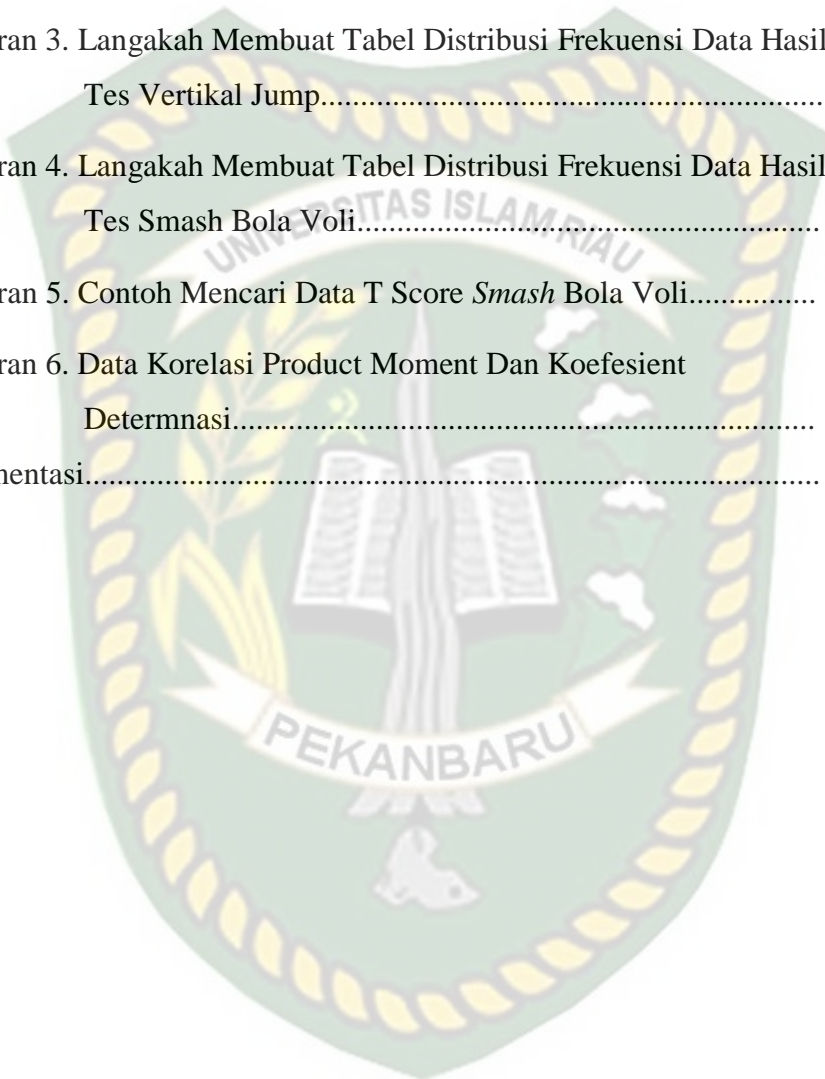 ran 3. Langakah Membuat Tabel Distribusi Frekuensi Data Hasil
Tes Vertikal Jump...............................................................
ran 4. Langakah Membuat Tabel Distribusi Frekuensi Data Hasil
Tes Smash Bola Voli..........................................................
UNIVERSITAS ISLAM RIAU
ran 5. Contoh Mencari Data T Score Smash Bola Voli................
ran 6. Data Korelasi Product Moment Dan Koefesient
Determnasi.........................................................................
nentasi............................................................................................
PEKANBARU